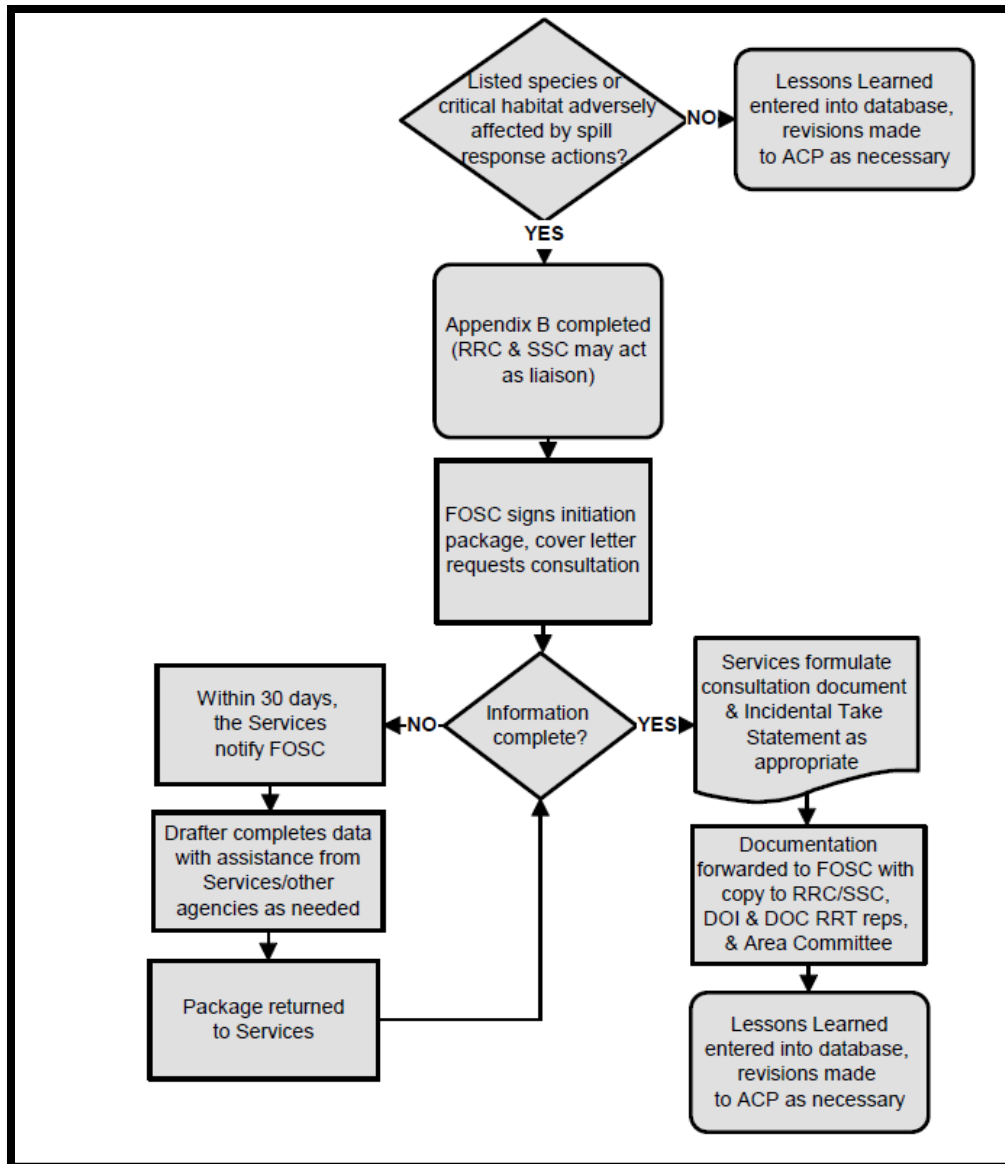 Listed species or
critical habitat adversely
affected by spill
response actions?
NO
Lessons Learned
entered into database,
revisions made
to ACP as necessary
YES
Appendix B completed
(RRC & SSC may act
as liaison)
FOSC signs initiation
package, cover letter
requests consultation
Information
complete?
NO
Within 30 days,
the Services
notify FOSC
Drafter completes data
with assistance from
Services/other
agencies as needed
Package returned
to Services
YES
Services formulate
consultation document
& Incidental Take
Statement as
appropriate
Documentation
forwarded to FOSC with
copy to RRC/SSC,
DOI & DOC RRT reps,
& Area Committee
Lessons Learned
entered into database,
revisions made
to ACP as necessary